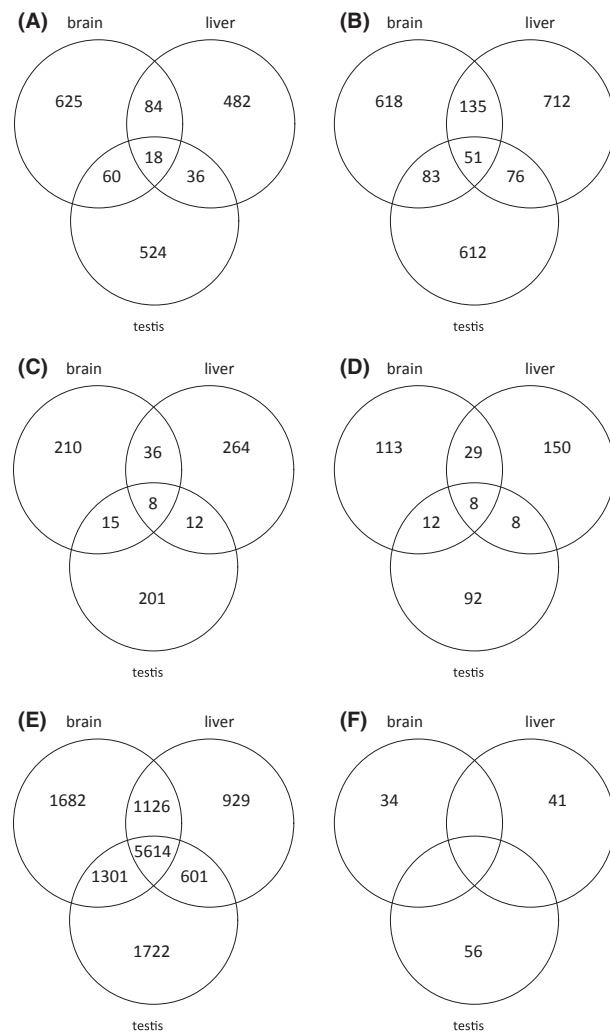 (A) (B)
brain liver brain liver
625 84 482 618 135 712
18 51
60 36 83 76
524 612
testis testis
(C) (D)
brain liver brain liver
210 36 264 113 29 150
8 8
15 12 12 8
201 92
testis testis
(E) (F)
brain liver brain liver
1682 1126 929 34 41
5614
1301 601
1722 56
testis testis